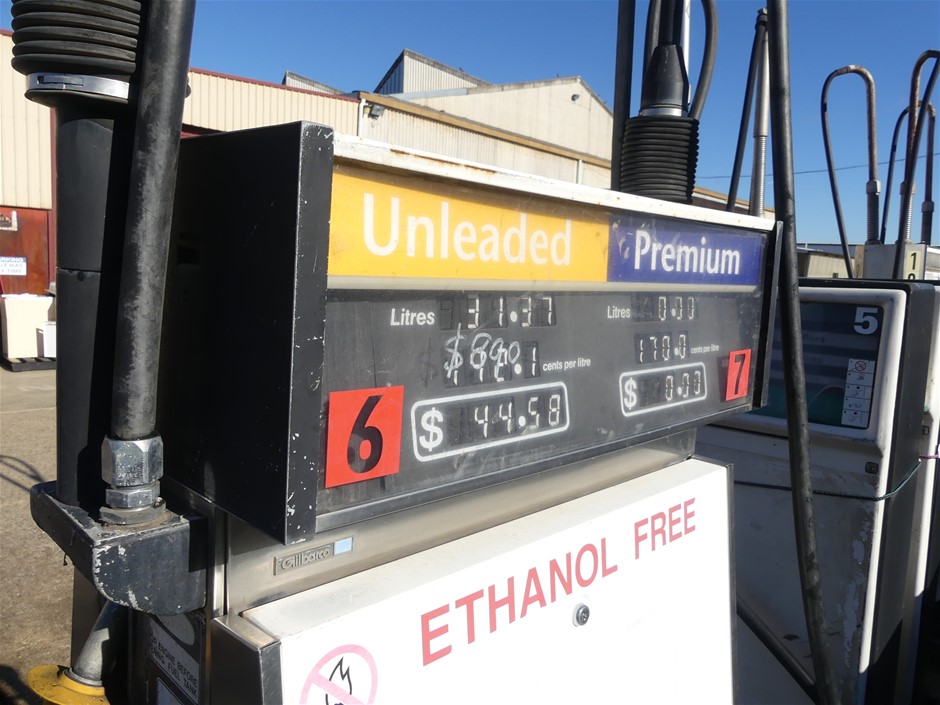 Unleaded
Premium
Litres 31.37
Litres 0.00
$800
142.1 cents per litre
170.0 cents per litre
6
$ 44.58
$ 0.00
7
5
Gilbarco
ETHANOL FREE